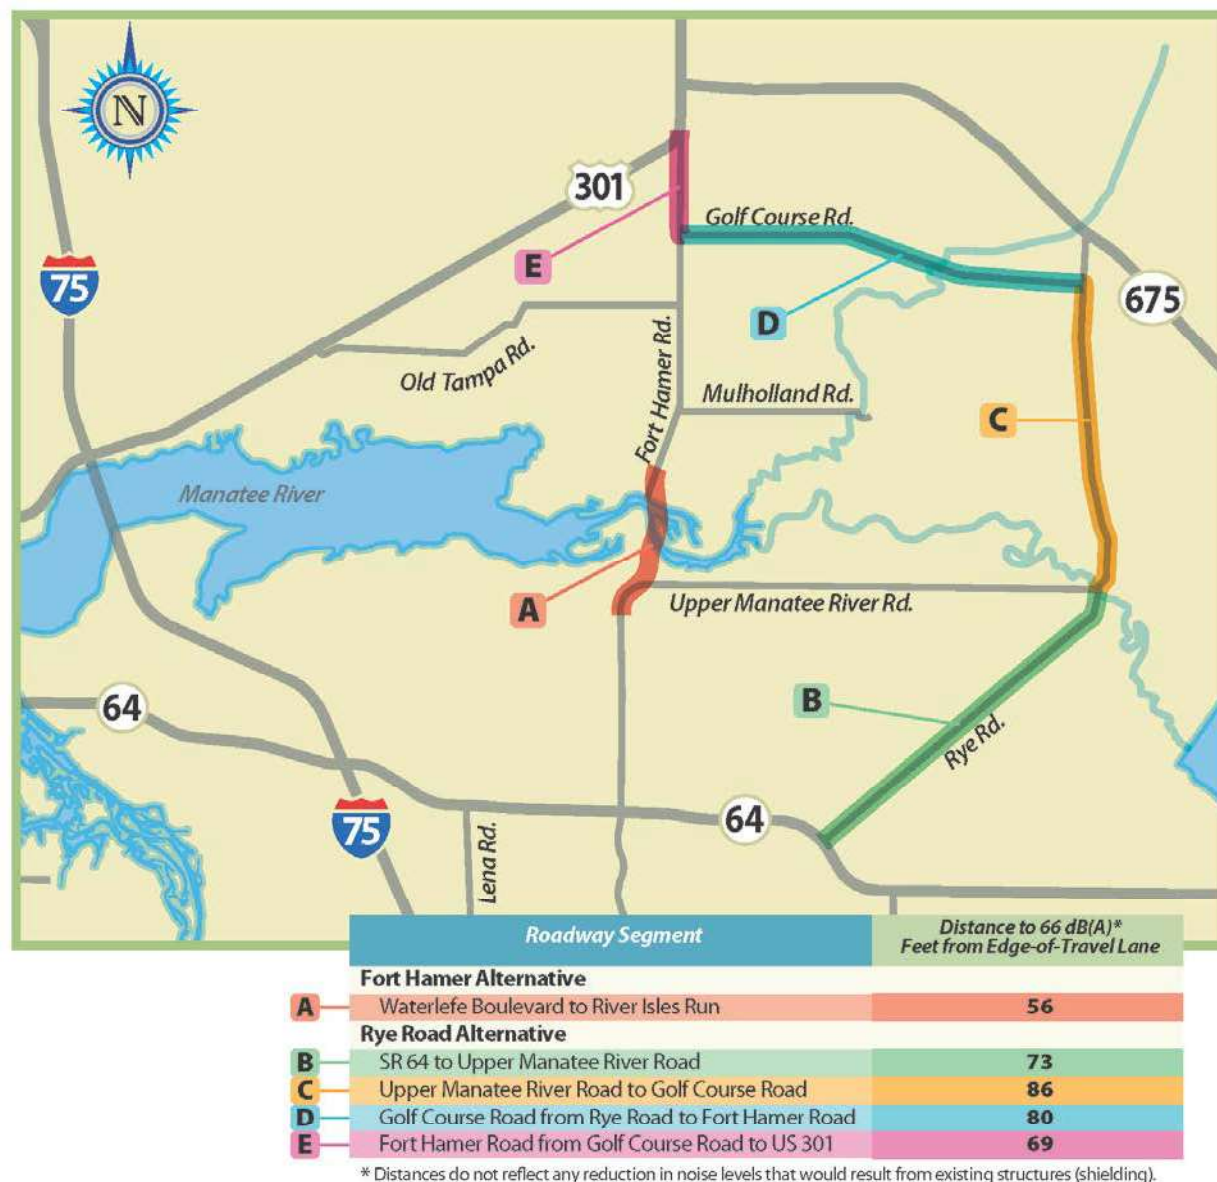 N
301
Golf Course Rd.
75
E
675
D
Fort Hamer Rd.
Old Tampa Rd.
Mulholland Rd.
C
Manatee River
A
Upper Manatee River Rd.
64
B
Rye Rd.
75
64
Lena Rd.
Roadway Segment
Distance to 66 dB(A)*
Feet from Edge-of-Travel Lane
Fort Hamer Alternative
A Waterlefe Boulevard to River Isles Run 56
Rye Road Alternative
B SR 64 to Upper Manatee River Road 73
C Upper Manatee River Road to Golf Course Road 86
D Golf Course Road from Rye Road to Fort Hamer Road 80
E Fort Hamer Road from Golf Course Road to US 301 69
* Distances do not reflect any reduction in noise levels that would result from existing structures (shielding).